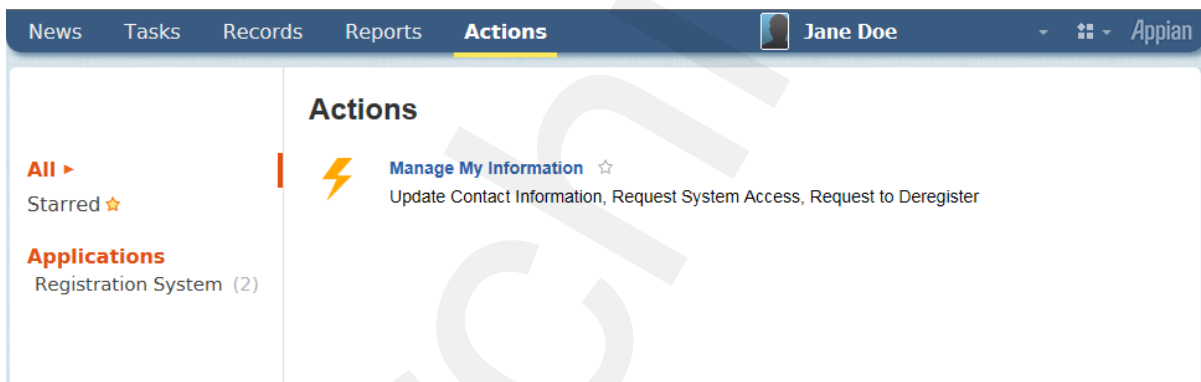 News Tasks Records Reports Actions Jane Doe Appian
Actions
All
Starred
Applications
Registration System (2)
Manage My Information
Update Contact Information, Request System Access, Request to Deregister